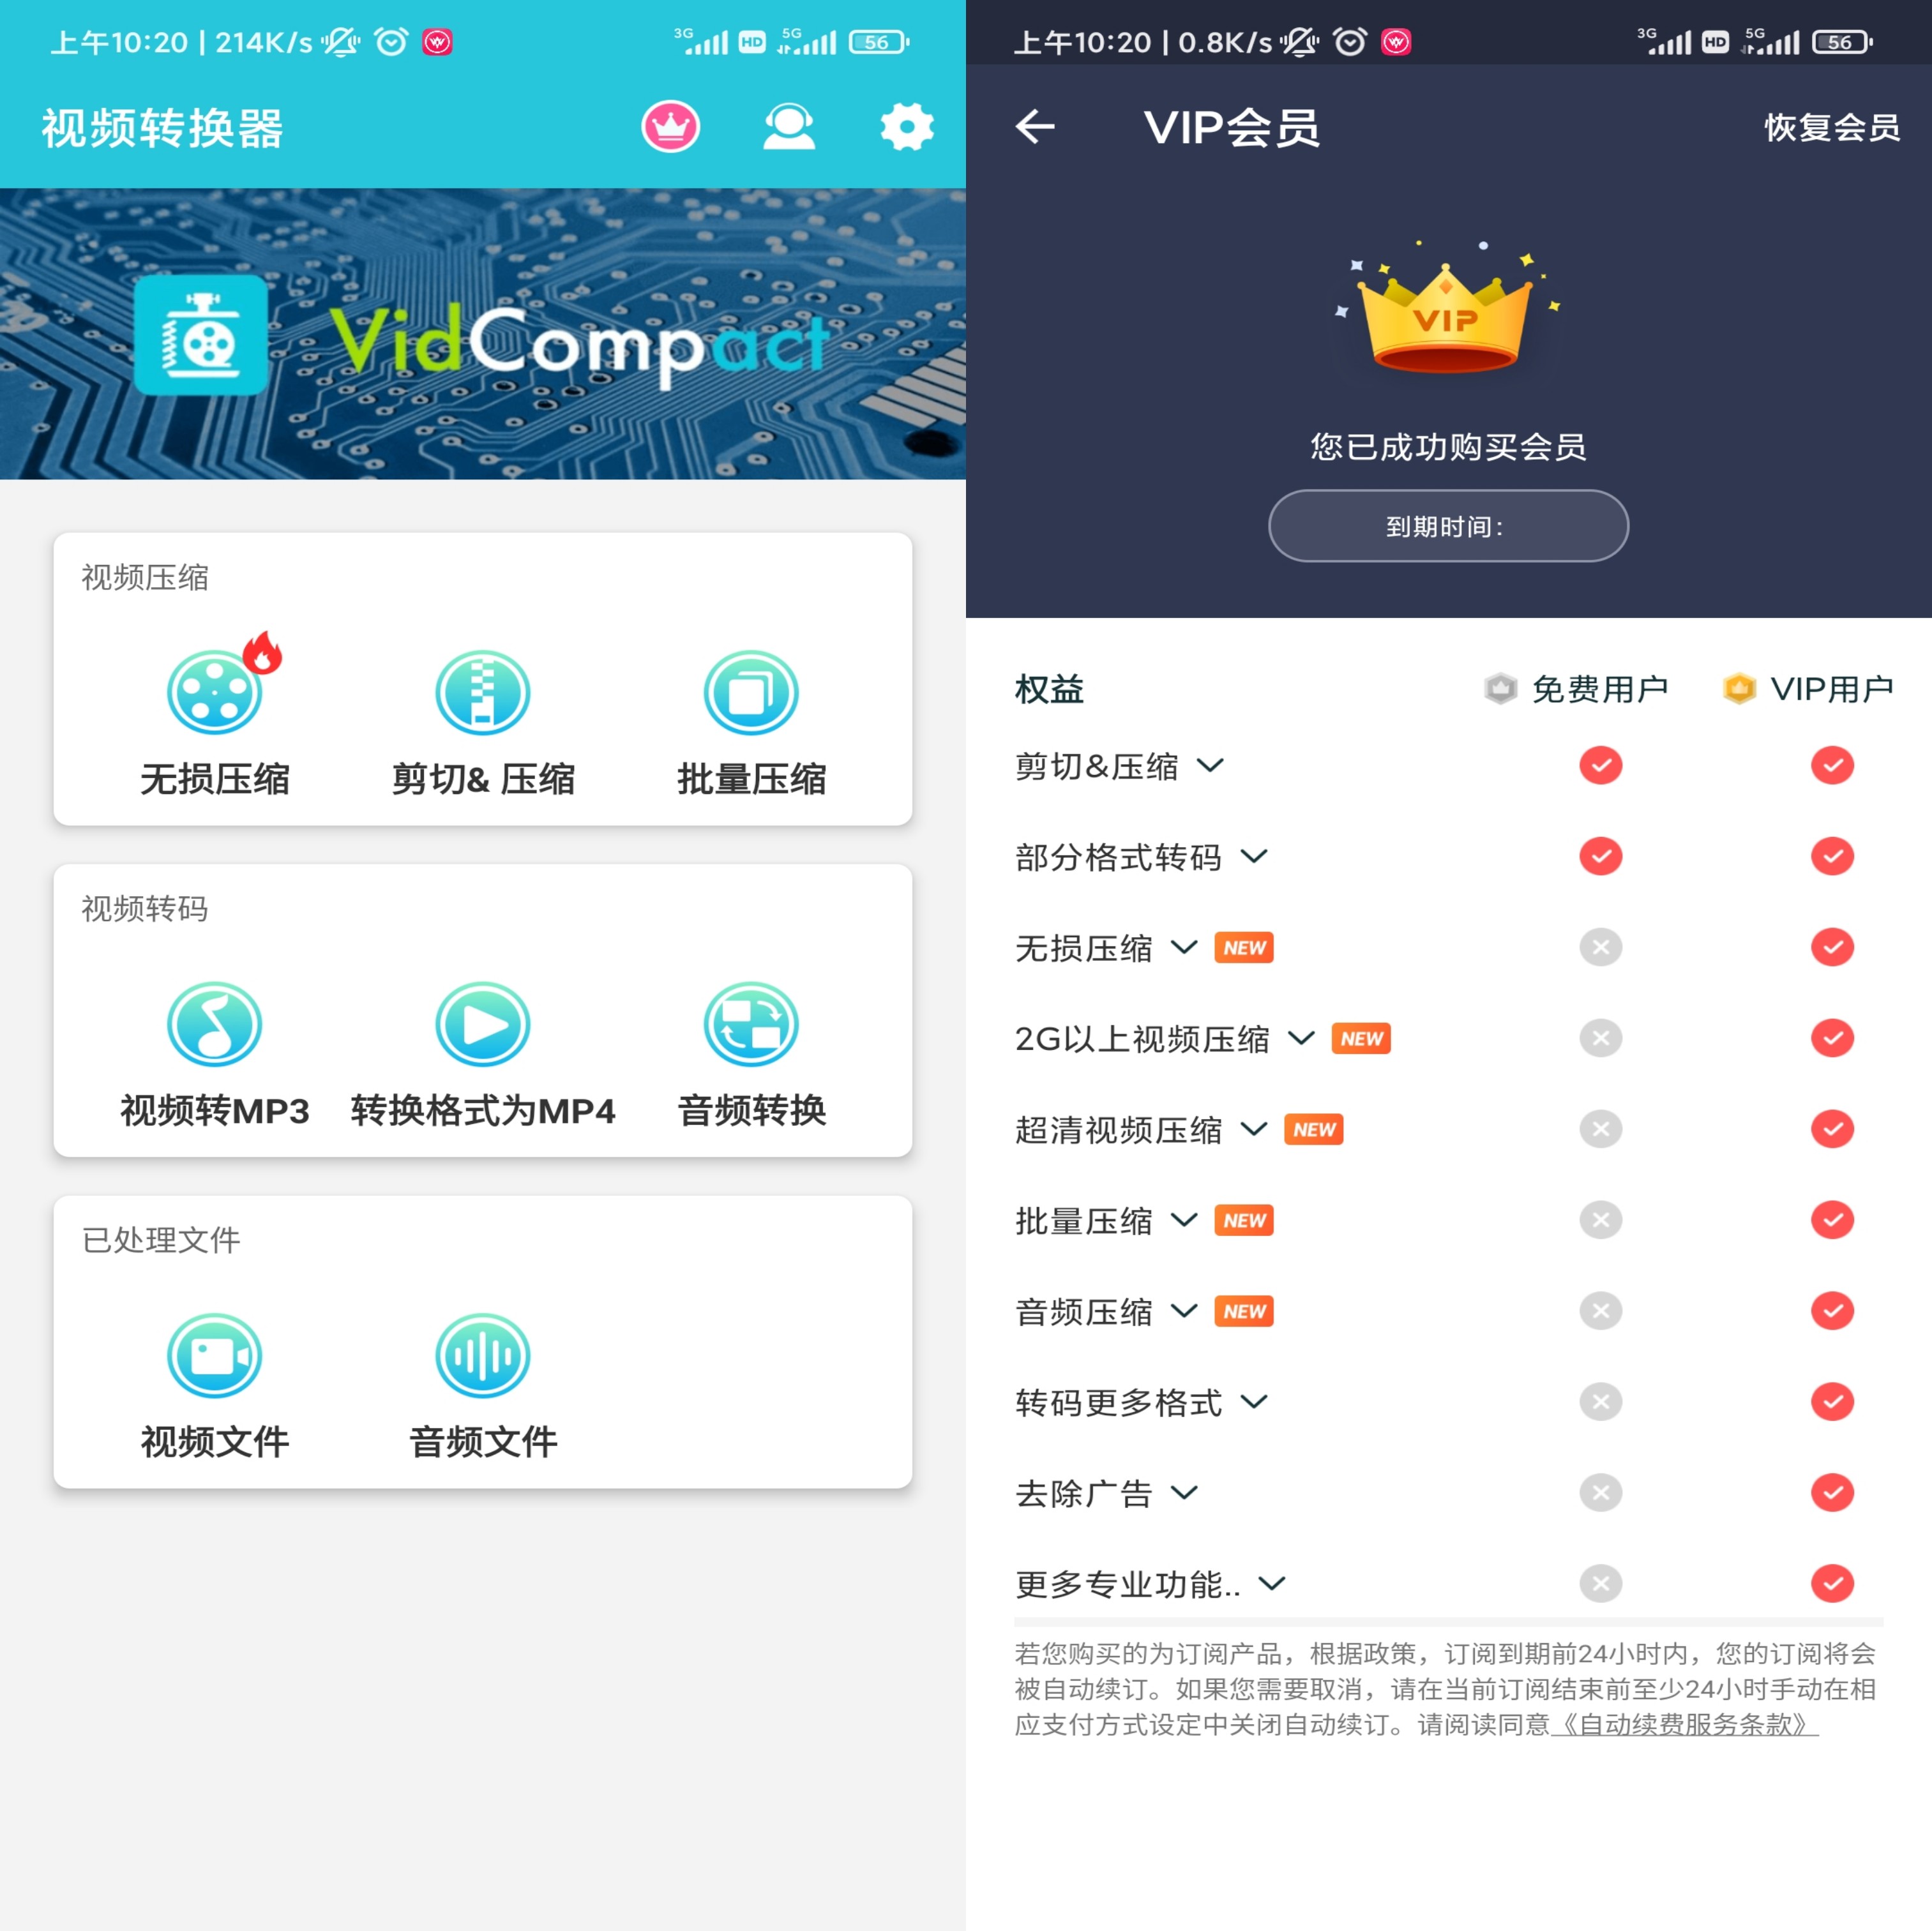 上午10:20 | 214K/s
3G HD 5G 56
视频转换器
VidCompact
视频压缩
无损压缩 剪切& 压缩 批量压缩
视频转码
视频转MP3 转换格式为MP4 音频转换
已处理文件
视频文件 音频文件
上午10:20 | 0.8K/s
3G HD 5G 56
VIP会员 恢复会员
VIP
您已成功购买会员
到期时间:
权益 免费用户 VIP用户
剪切&压缩
部分格式转码
无损压缩 NEW
2G以上视频压缩 NEW
超清视频压缩 NEW
批量压缩 NEW
音频压缩 NEW
转码更多格式
去除广告
更多专业功能..
若您购买的为订阅产品，根据政策，订阅到期前24小时内，您的订阅将会
被自动续订。如果您需要取消，请在当前订阅结束前至少24小时手动在相
应支付方式设定中关闭自动续订。请阅读同意《自动续费服务条款》